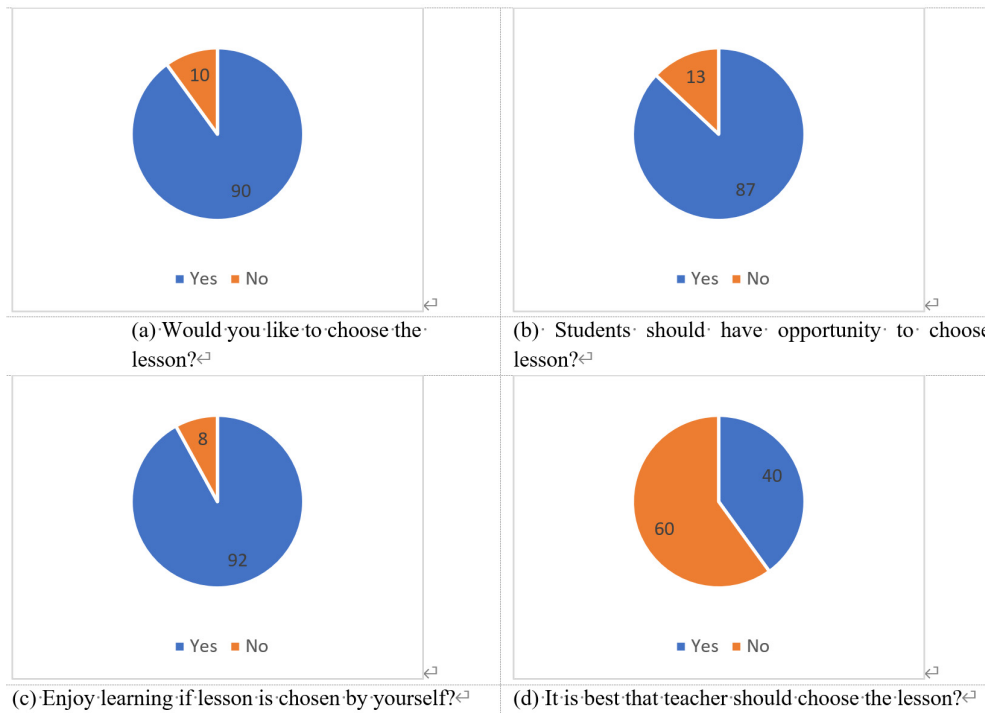 10
90
Yes No
13
87
Yes No
(a) Would you like to choose the
lesson?
(b) Students should have opportunity to choose
lesson?
8
92
Yes No
40
60
Yes No
(c) Enjoy learning if lesson is chosen by yourself?
(d) It is best that teacher should choose the lesson?